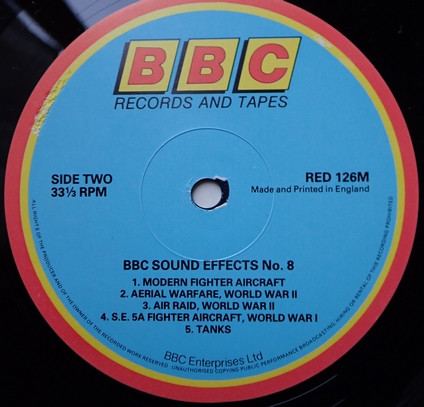 BBC
RECORDS AND TAPES
SIDE TWO
33⅓ RPM
RED 126M
Made and Printed in England
BBC SOUND EFFECTS No. 8
1. MODERN FIGHTER AIRCRAFT
2. AERIAL WARFARE, WORLD WAR II
3. AIR RAID, WORLD WAR II
4. S.E. 5A FIGHTER AIRCRAFT, WORLD WAR I
5. TANKS
BBC Enterprises Ltd
ALL RIGHTS OF THE PRODUCER AND OF THE OWNER OF THE RECORDED WORK RESERVED · UNAUTHORISED COPYING PUBLIC PERFORMANCE BROADCASTING, HIRING OR RENTAL OF THIS RECORDING PROHIBITED